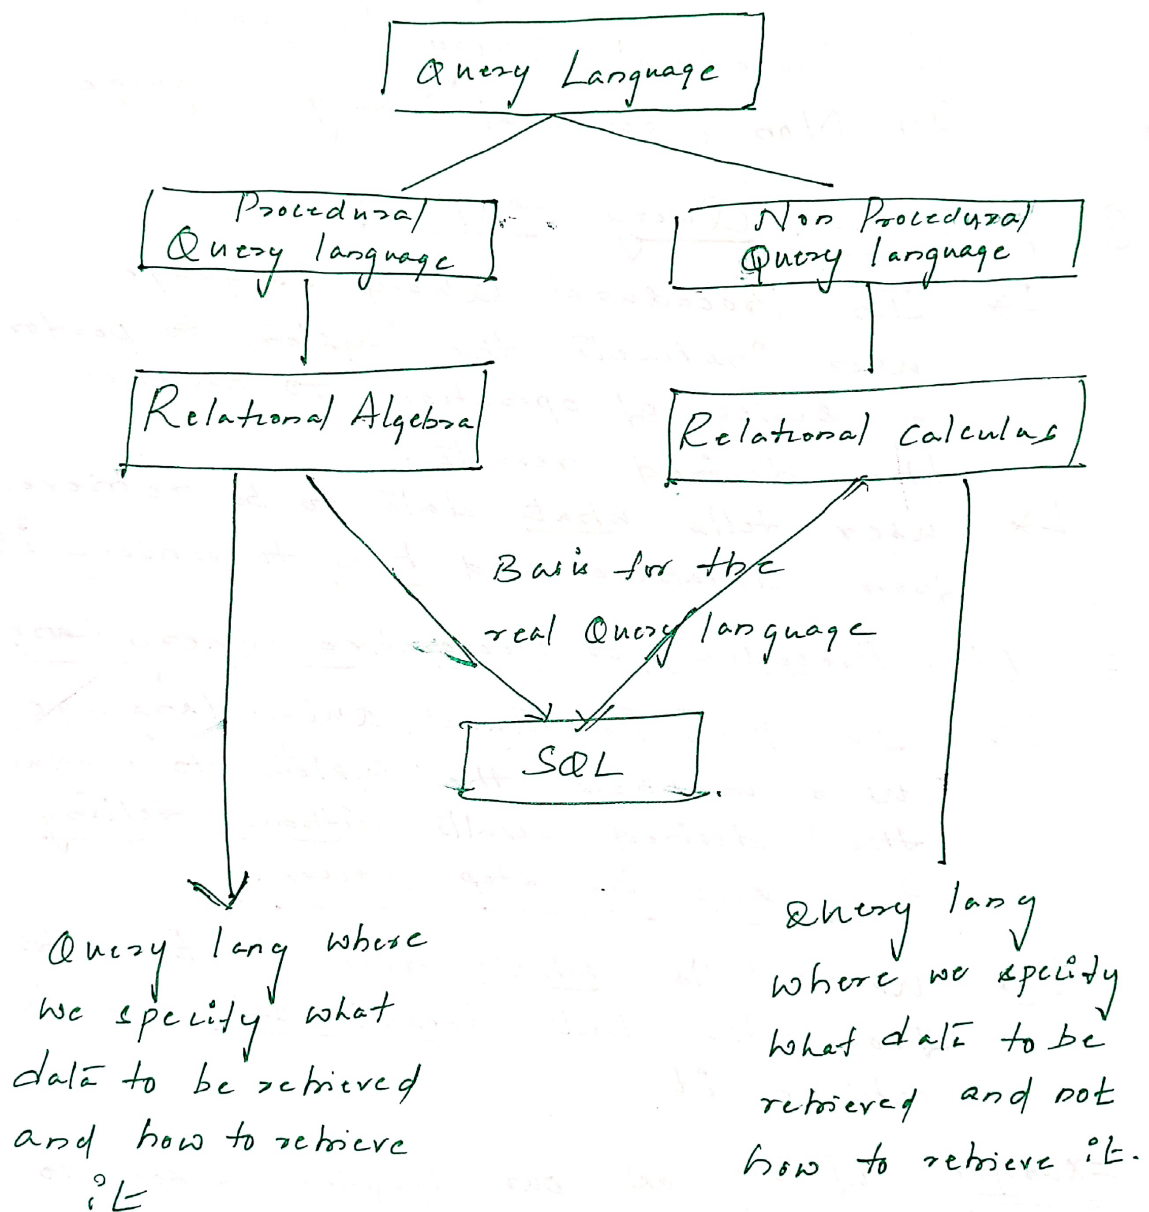 Query Language
Procedural
Query language
Non Procedural
Query language
Relational Algebra
Relational calculus
Basis for the
real Query language
SQL
Query lang where
we specify what
data to be retrieved
and how to retrieve
it
Query lang
where we specify
what data to be
retrieved and not
how to retrieve it.